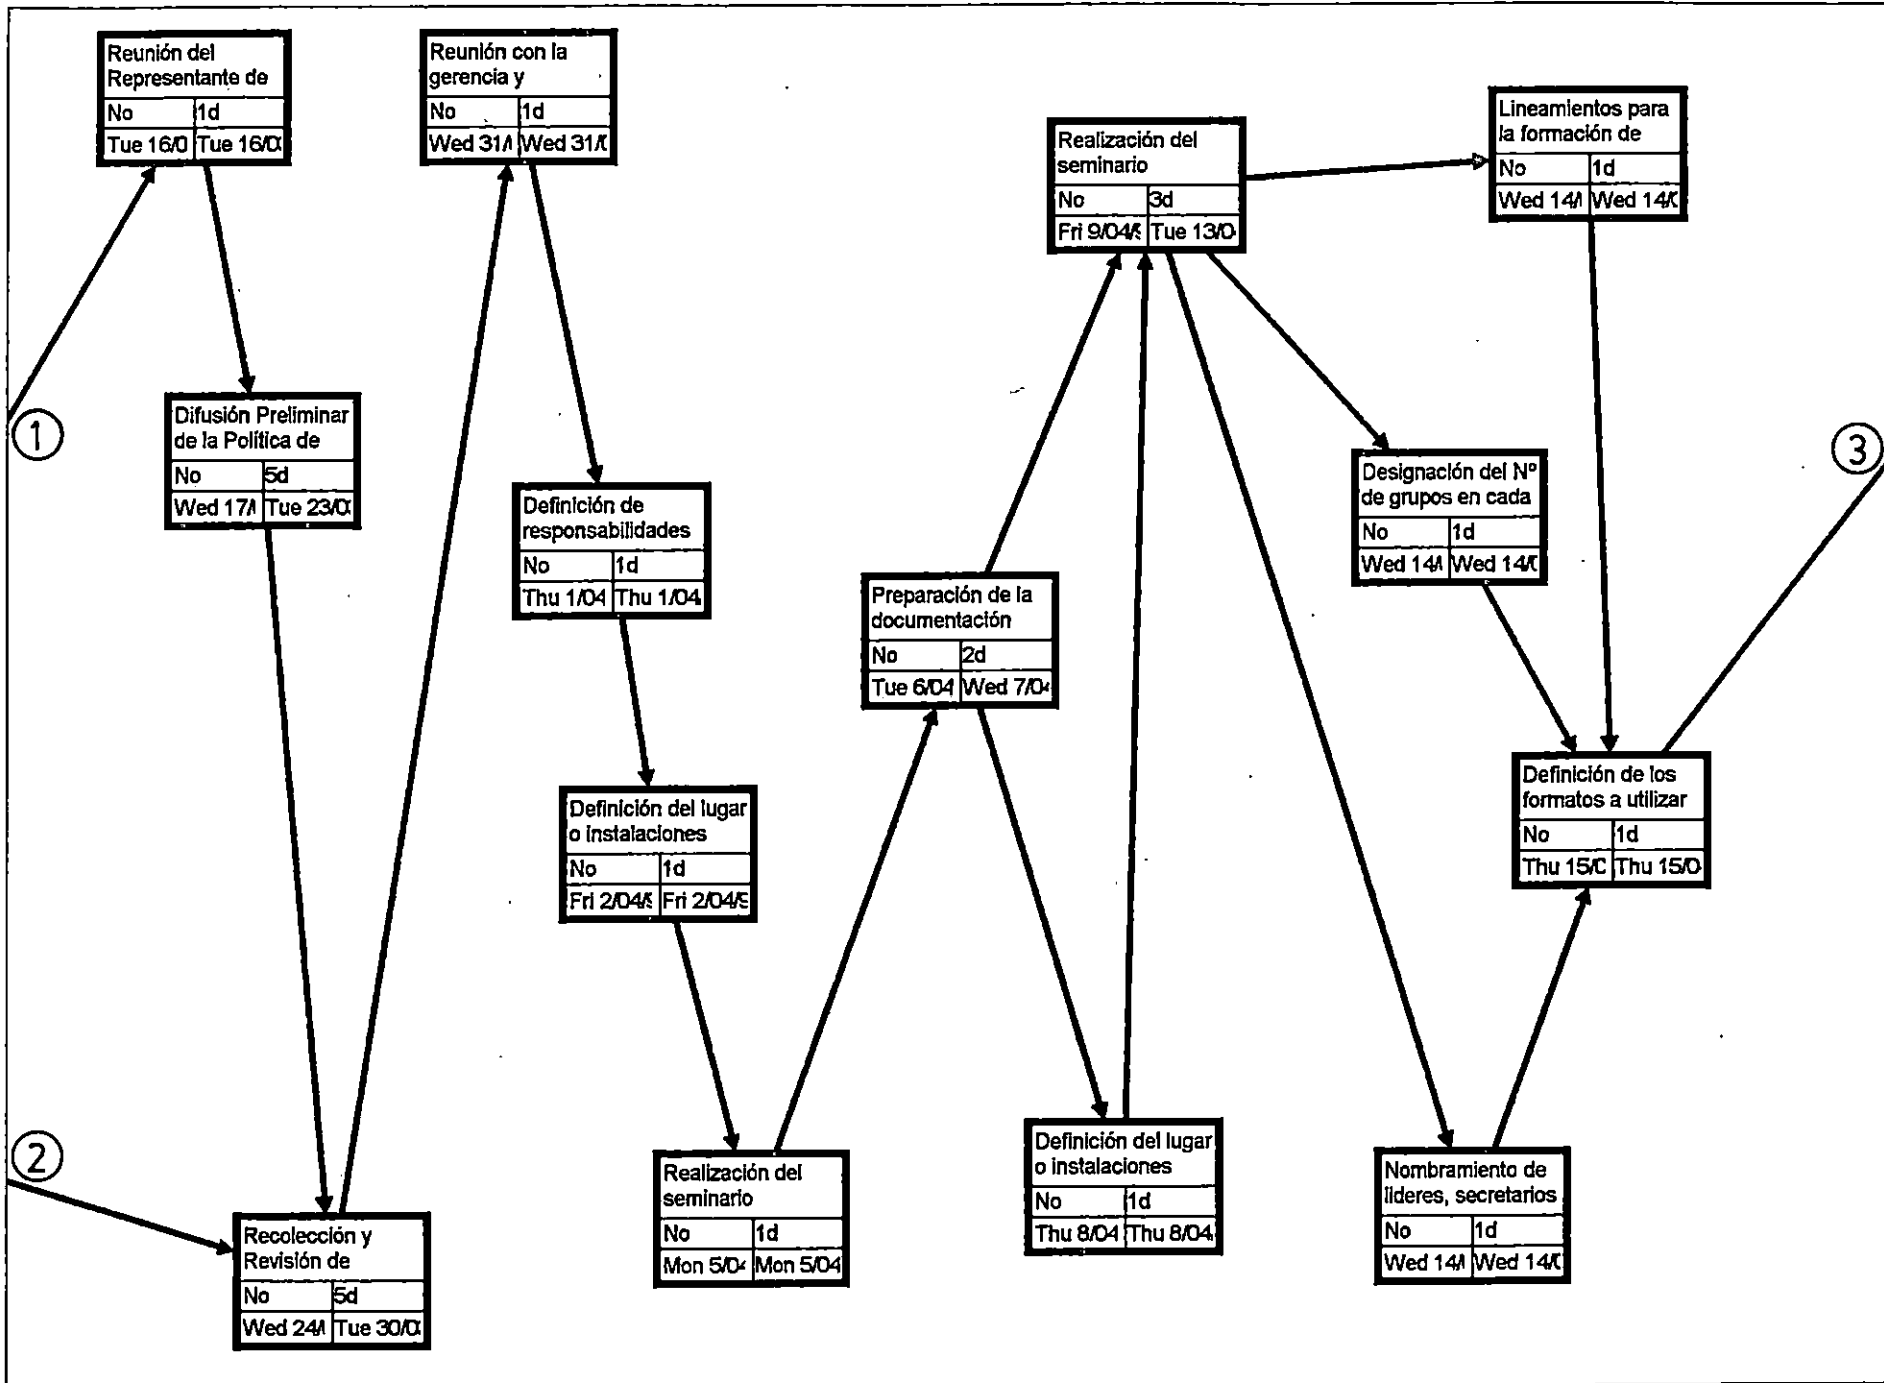 Reunión del
Representante de
No 1d
Tue 16/0 Tue 16/0
Reunión con la
gerencia y
No 1d
Wed 31/ Wed 31/
Realización del
seminario
No 3d
Fri 9/04/ Tue 13/0
Lineamientos para
la formación de
No 1d
Wed 14/ Wed 14/
1
Difusión Preliminar
de la Política de
No 5d
Wed 17/ Tue 23/0
Definición de
responsabilidades
No 1d
Thu 1/04 Thu 1/04
Preparación de la
documentación
No 2d
Tue 6/04 Wed 7/04
Designación del Nº
de grupos en cada
No 1d
Wed 14/ Wed 14/
3
Definición del lugar
o instalaciones
No 1d
Fri 2/04/ Fri 2/04/
Definición de los
formatos a utilizar
No 1d
Thu 15/ Thu 15/0
2
Recolección y
Revisión de
No 5d
Wed 24/ Tue 30/0
Realización del
seminario
No 1d
Mon 5/04 Mon 5/04
Definición del lugar
o instalaciones
No 1d
Thu 8/04 Thu 8/04
Nombramiento de
lideres, secretarios
No 1d
Wed 14/ Wed 14/